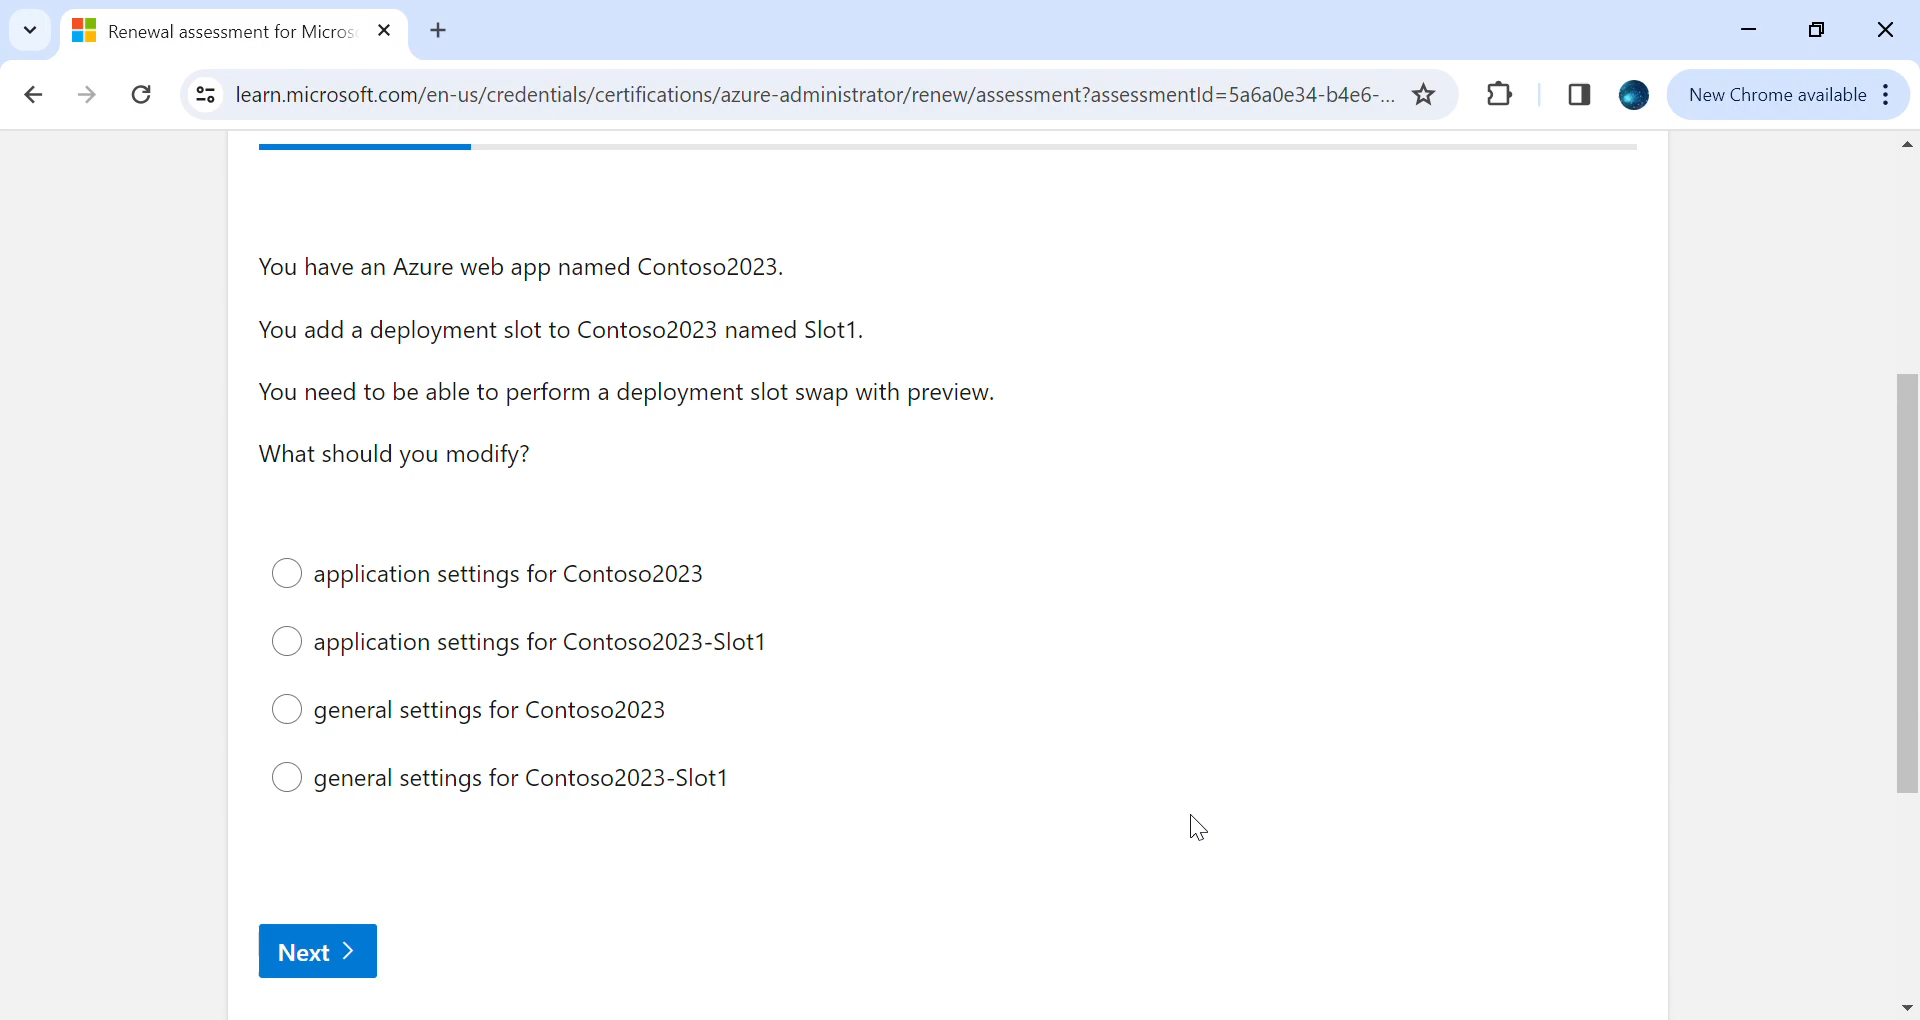 Renewal assessment for Micros
learn.microsoft.com/en-us/credentials/certifications/azure-administrator/renew/assessment?assessmentId=5a6a0e34-b4e6-...
New Chrome available
You have an Azure web app named Contoso2023.
You add a deployment slot to Contoso2023 named Slot1.
You need to be able to perform a deployment slot swap with preview.
What should you modify?
application settings for Contoso2023
application settings for Contoso2023-Slot1
general settings for Contoso2023
general settings for Contoso2023-Slot1
Next